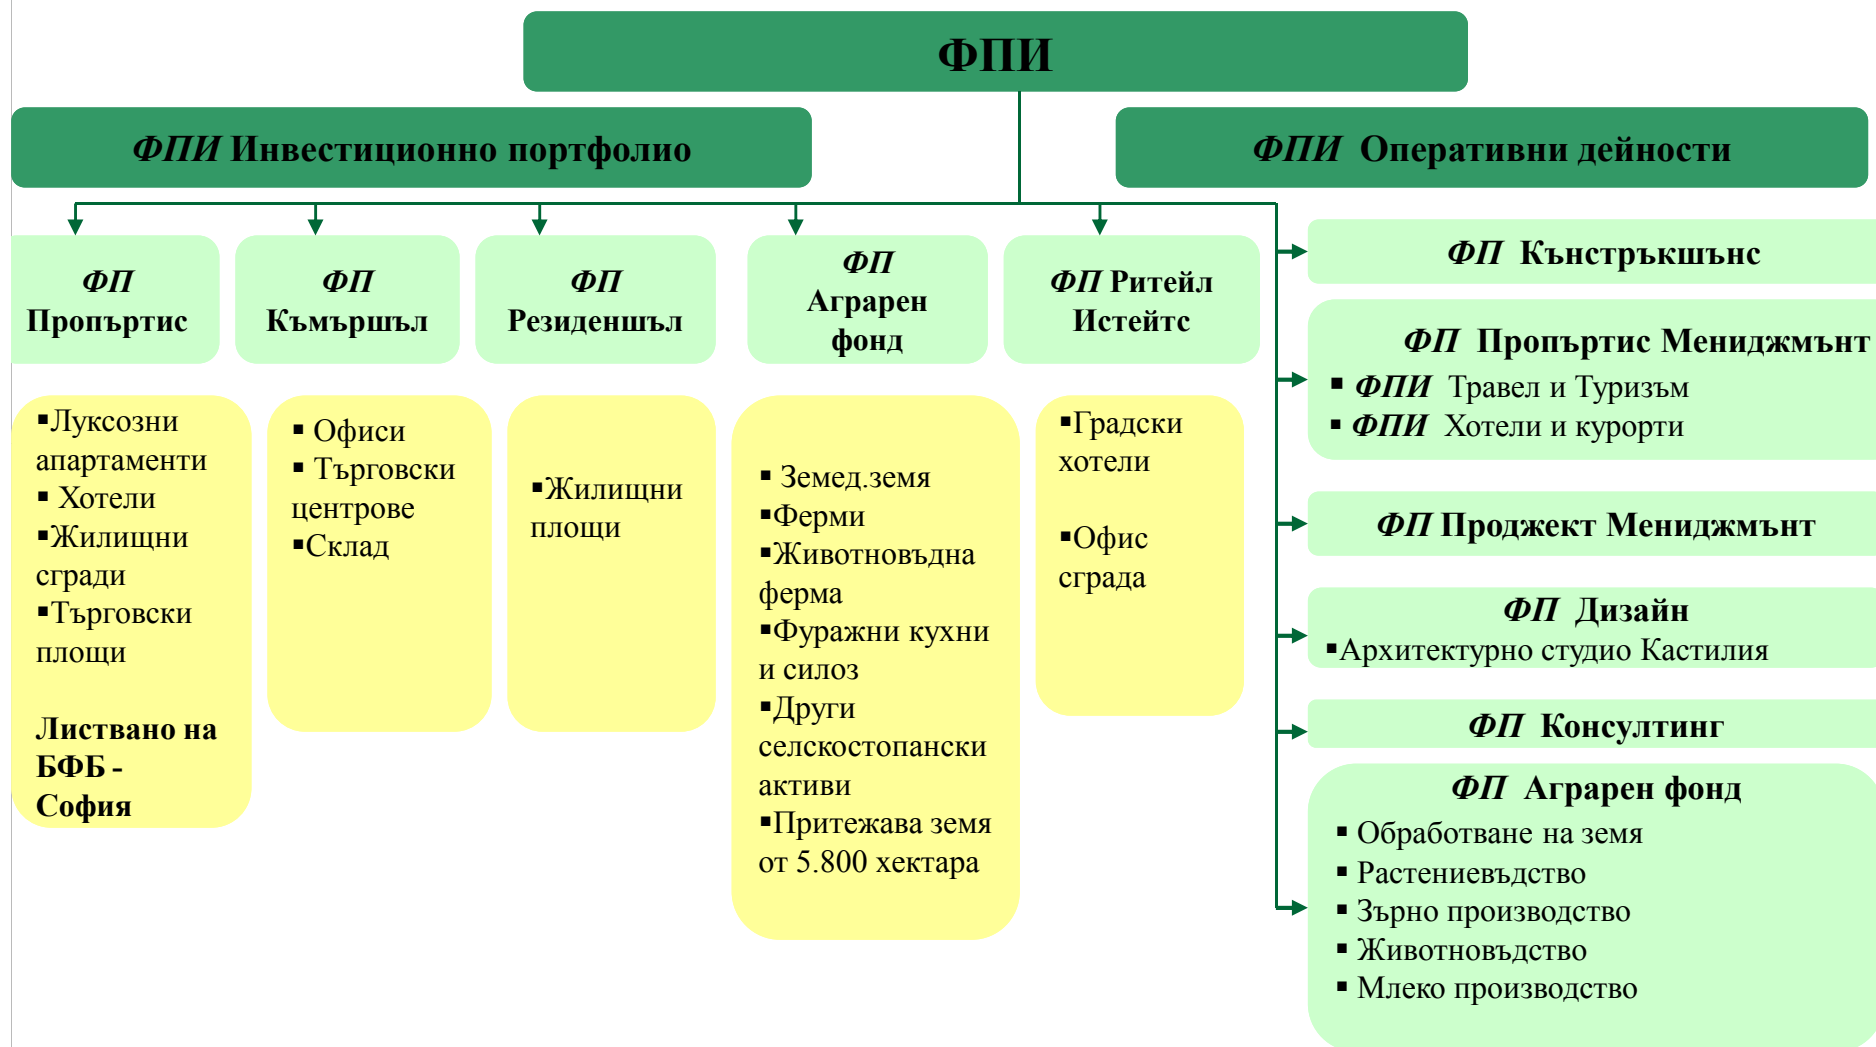 ФПИ
ФПИ Инвестиционно портфолио
ФПИ Оперативни дейности
ФП
Пропъртис
ФП
Къмършъл
ФП
Резиденшъл
ФП
Аграрен
фонд
ФП Ритейл
Истейтс
▪Луксозни
апартаменти
▪ Хотели
▪Жилищни
сгради
▪Търговски
площи
Листвано на
БФБ -
София
▪ Офиси
▪ Търговски
центрове
▪Склад
▪Жилищни
площи
▪ Земед.земя
▪Ферми
▪Животновъдна
ферма
▪Фуражни кухни
и силоз
▪Други
селскостопански
активи
▪Притежава земя
от 5.800 хектара
▪Градски
хотели
▪Офис
сграда
ФП Кънстръкшънс
ФП Пропъртис Мениджмънт
▪ ФПИ Травел и Туризъм
▪ ФПИ Хотели и курорти
ФП Проджект Мениджмънт
ФП Дизайн
▪Архитектурно студио Кастилия
ФП Консултинг
ФП Аграрен фонд
▪ Обработване на земя
▪ Растениевъдство
▪ Зърно производство
▪ Животновъдство
▪ Млеко производство